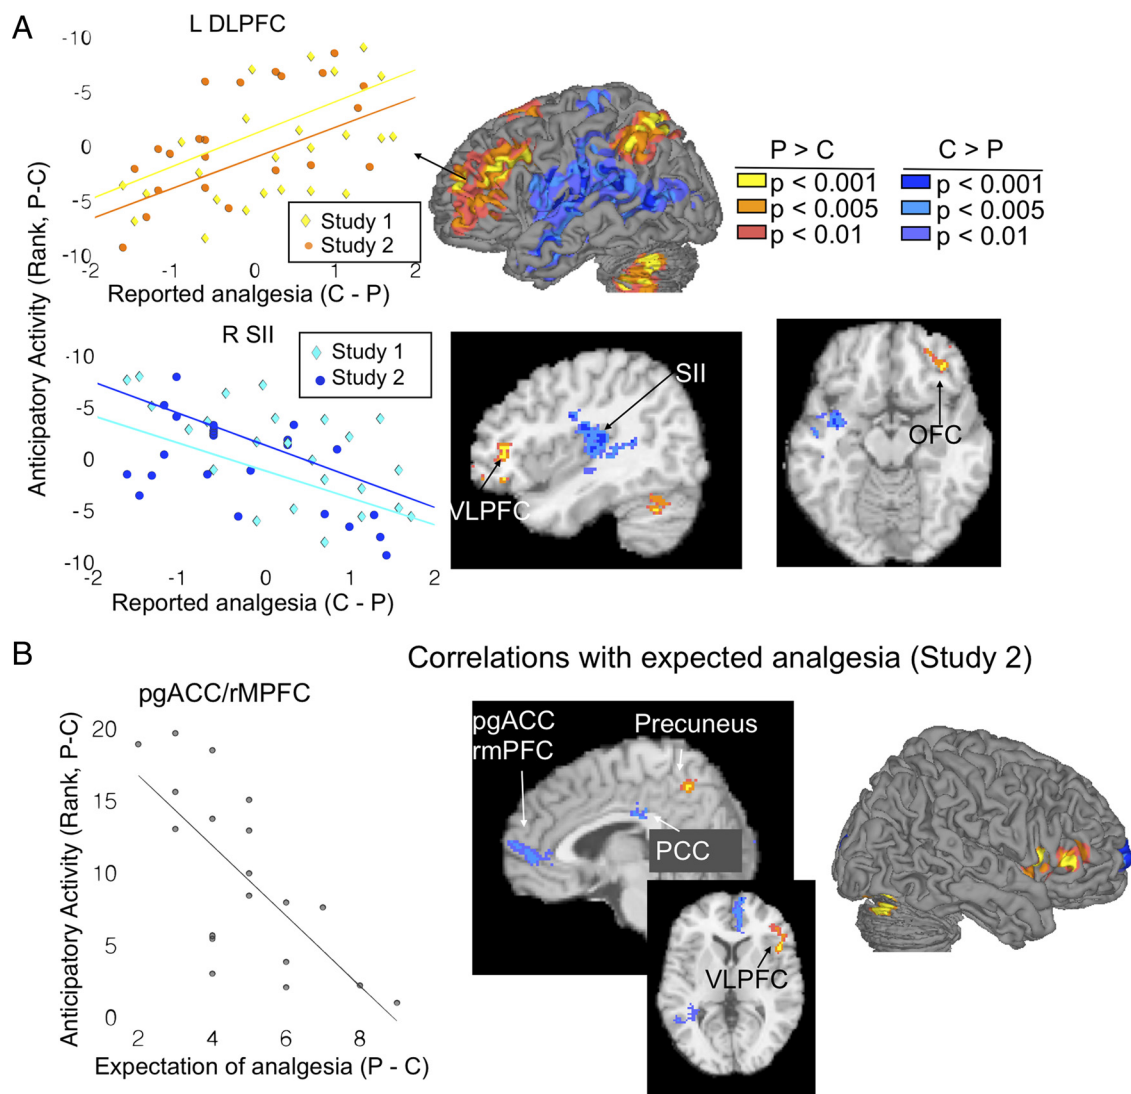 A
L DLPFC
-10
-5
0
-5
-10
-2 -1 0 1 2
Reported analgesia (C - P)
Study 1
Study 2
P > C
p < 0.001
p < 0.005
p < 0.01
C > P
p < 0.001
p < 0.005
p < 0.01
Anticipatory Activity (Rank, P-C)
R SII
-10
-5
0
-5
-10
-2 -1 0 1 2
Reported analgesia (C - P)
Study 1
Study 2
SII
VLPFC
OFC
B
Correlations with expected analgesia (Study 2)
pgACC/rMPFC
Anticipatory Activity (Rank, P-C)
20
15
10
5
0
2 4 6 8
Expectation of analgesia (P - C)
pgACC
rmPFC
Precuneus
PCC
VLPFC